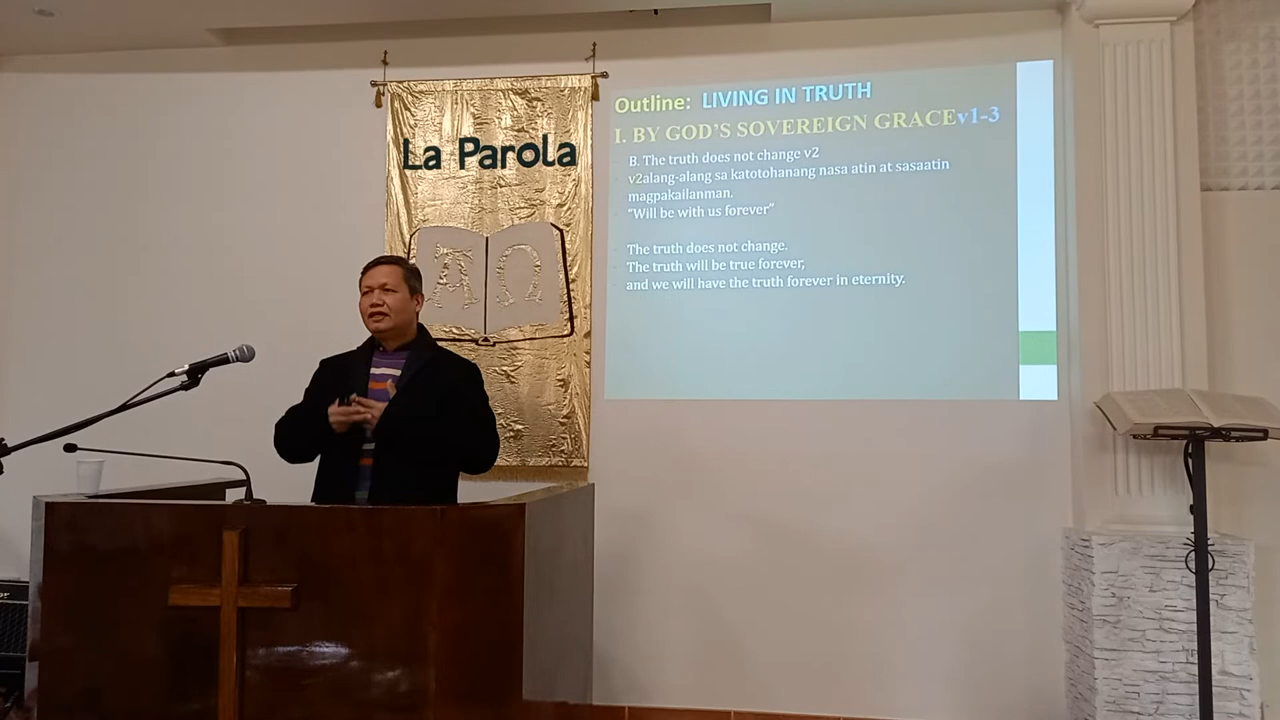 La Parola
Α Ω
Outline: LIVING IN TRUTH
I. BY GOD'S SOVEREIGN GRACEv1-3
B. The truth does not change v2
v2alang-alang sa katotohanang nasa atin at sasaatin
magpakailanman.
"Will be with us forever"
The truth does not change.
The truth will be true forever,
and we will have the truth forever in eternity.